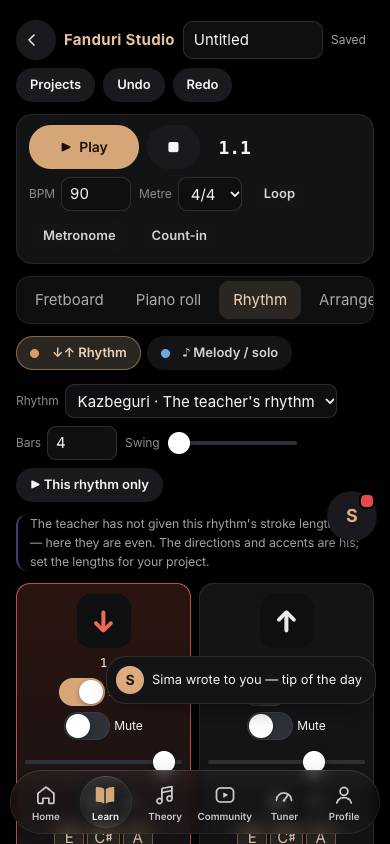 Fanduri Studio
Untitled
Saved
Projects
Undo
Redo
Play
1.1
BPM
90
Metre
4/4
Loop
Metronome
Count-in
Fretboard
Piano roll
Rhythm
Arrange
↓↑ Rhythm
♪ Melody / solo
Rhythm
Kazbeguri · The teacher's rhythm
Bars
4
Swing
This rhythm only
The teacher has not given this rhythm's stroke
— here they are even. The directions and accents are his;
set the lengths for your project.
S
1
S
Sima wrote to you — tip of the day
Mute
Mute
Home
Learn
Theory
Community
Tuner
Profile
E
C#
A
E
C#
A